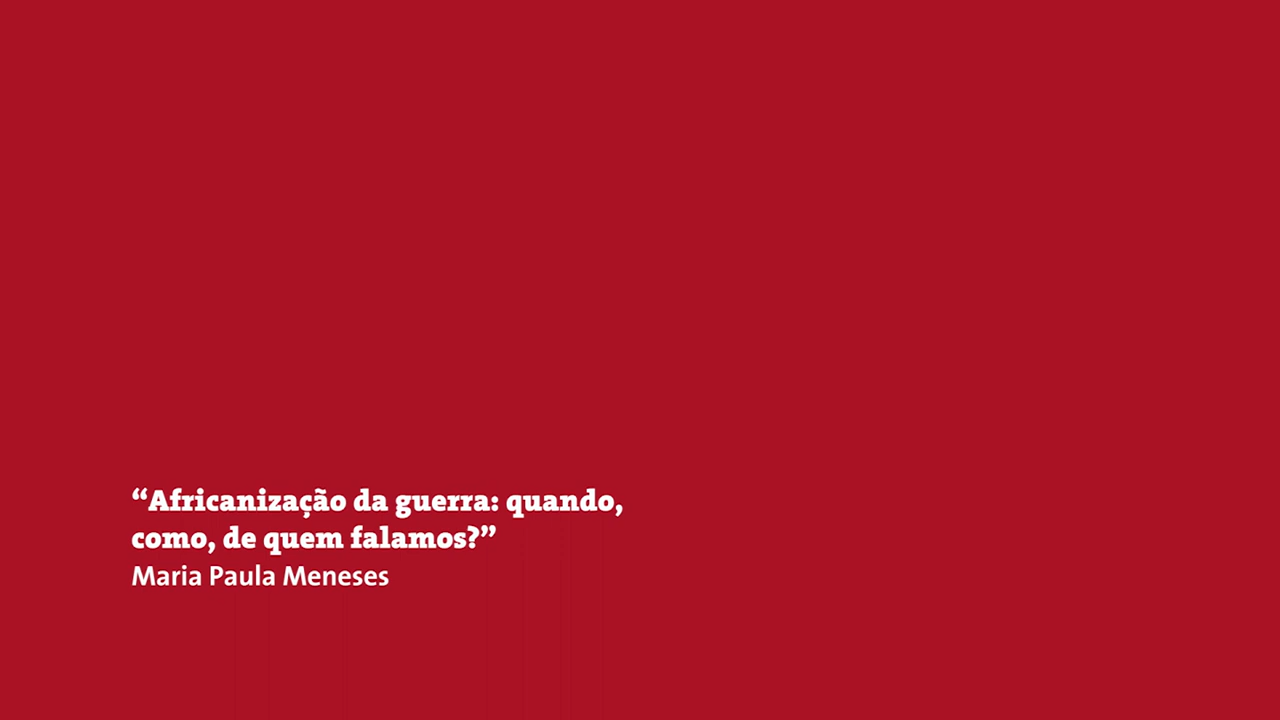 “Africanização da guerra: quando,
como, de quem falamos?”
Maria Paula Meneses